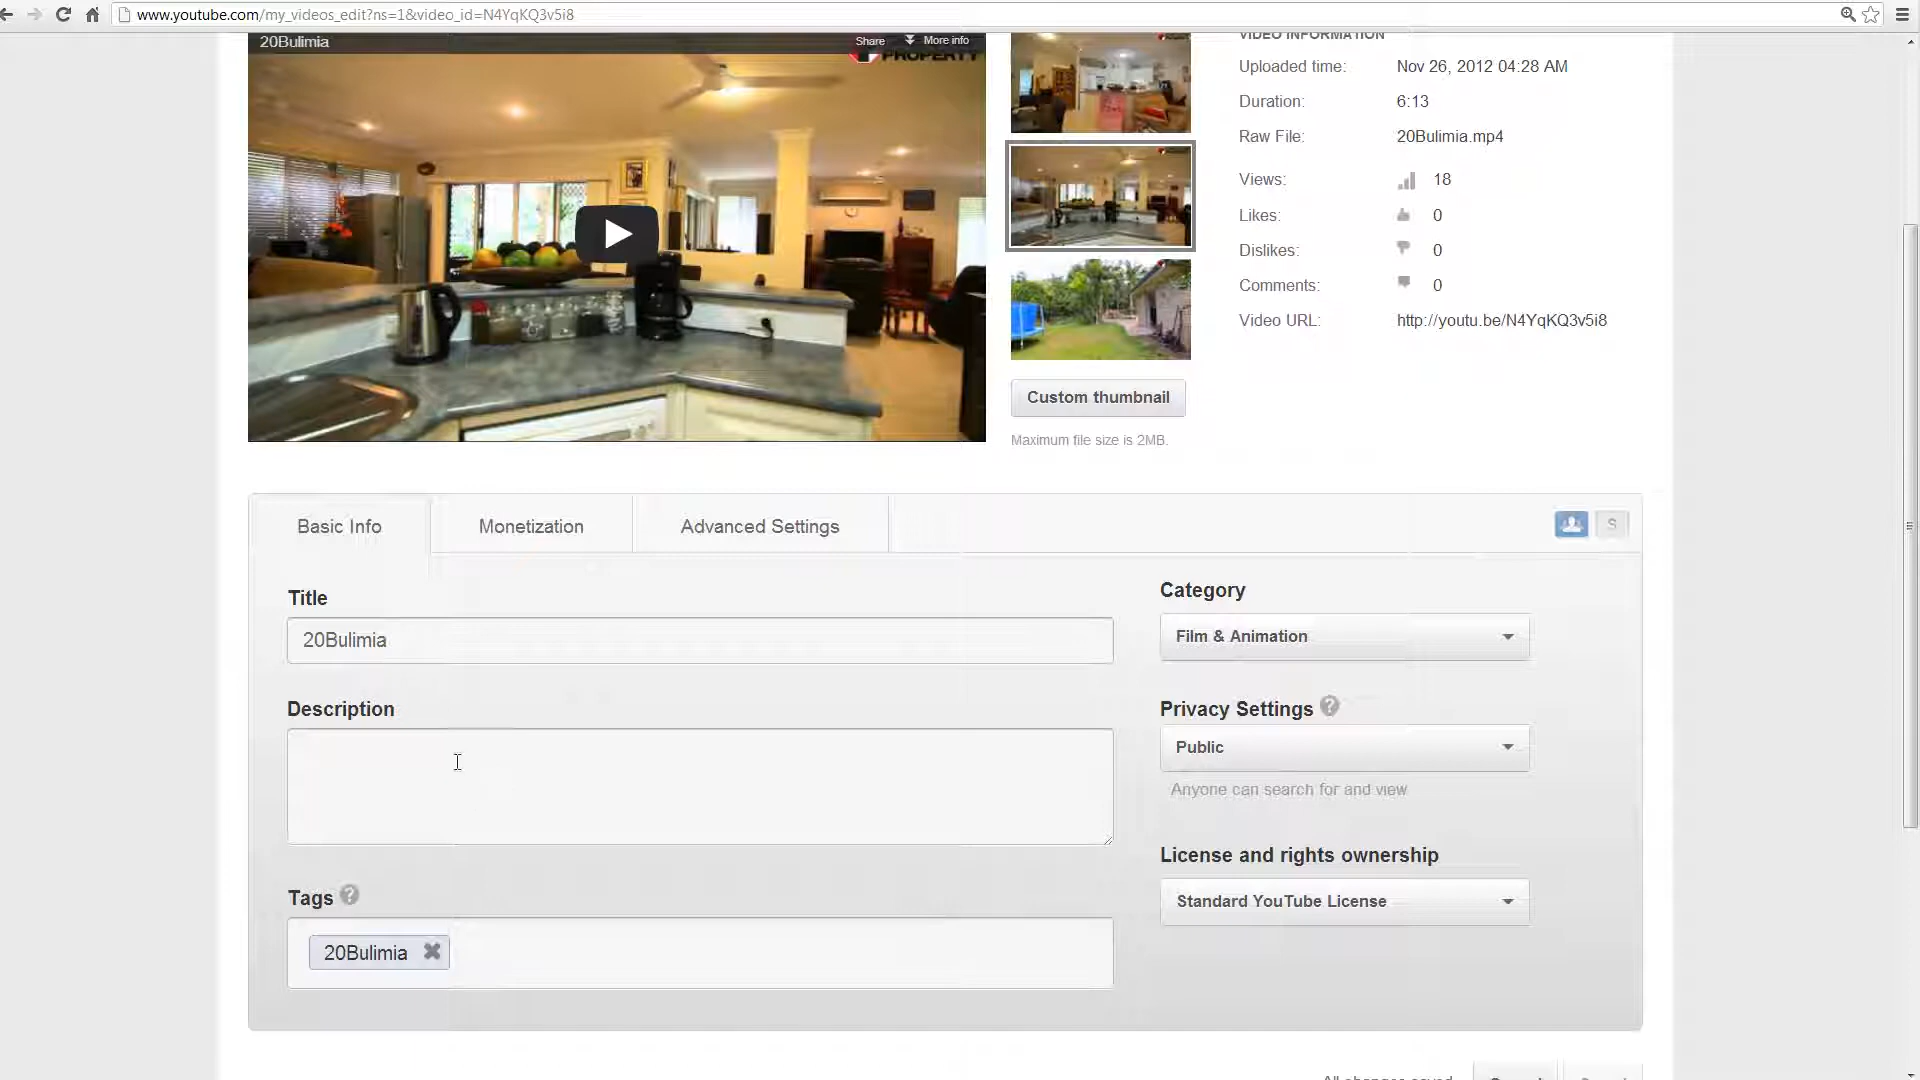 www.youtube.com/my_videos_edit?ns=1&video_id=N4YqKQ3v5i8
20Bulimia
Share
More info
PROPERTY
VIDEO INFORMATION
Uploaded time: Nov 26, 2012 04:28 AM
Duration: 6:13
Raw File: 20Bulimia.mp4
Views: 18
Likes: 0
Dislikes: 0
Comments: 0
Video URL: http://youtu.be/N4YqKQ3v5i8
Custom thumbnail
Maximum file size is 2MB.
Basic Info
Monetization
Advanced Settings
S
Title
20Bulimia
Description
Tags
20Bulimia
Category
Film & Animation
Privacy Settings
Public
Anyone can search for and view
License and rights ownership
Standard YouTube License
All changes saved.